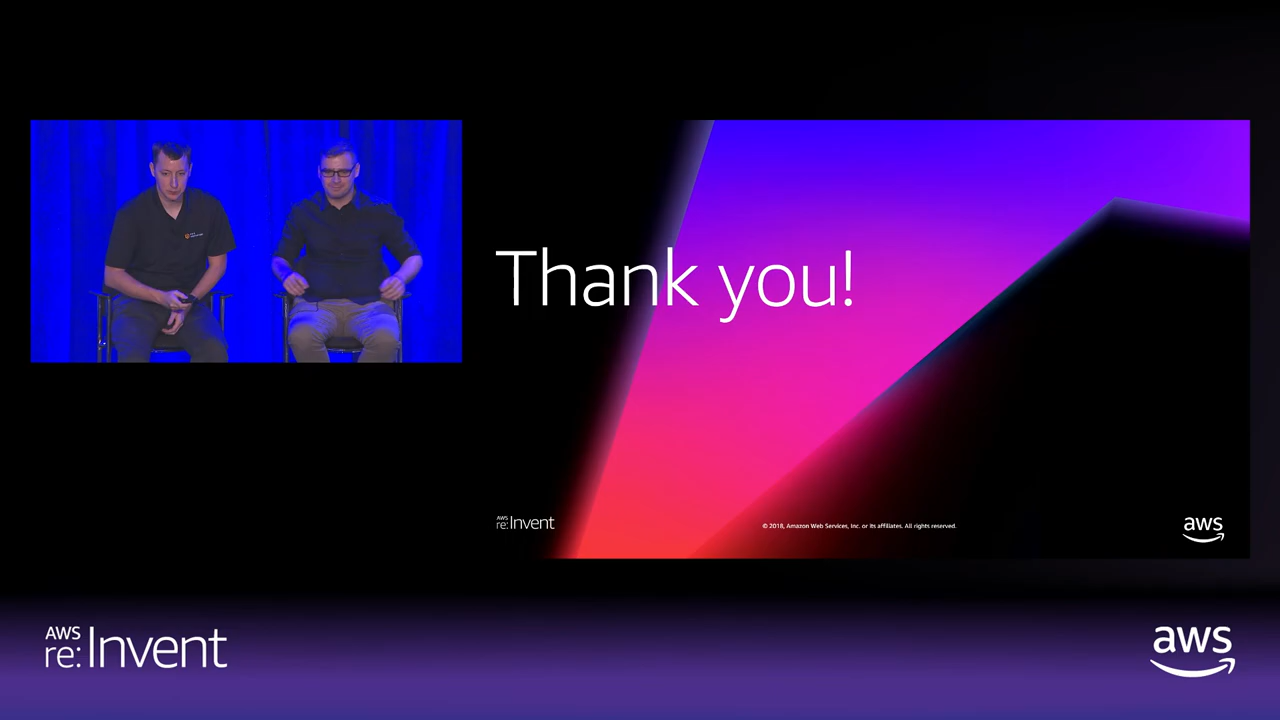 Thank you!
AWS
re:Invent
© 2018, Amazon Web Services, Inc. or its affiliates. All rights reserved.
aws
AWS
re:Invent
aws